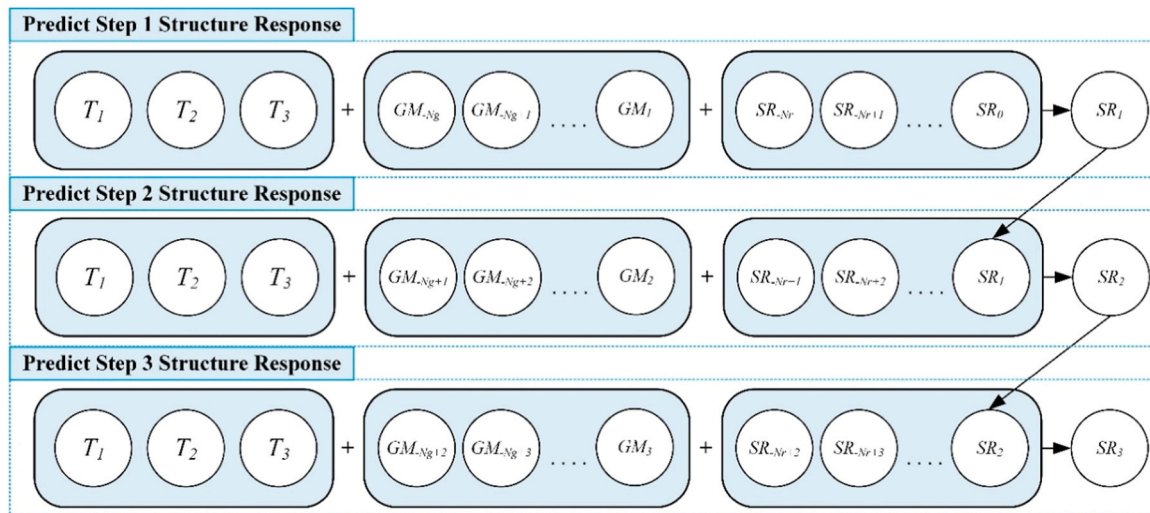 Predict Step 1 Structure Response
T1 T2 T3 + GM-Ng GM-Ng+1 .... GM1 + SR-Nr SR-Nr+1 .... SR0 SR1
Predict Step 2 Structure Response
T1 T2 T3 + GM-Ng+1 GM-Ng+2 .... GM2 + SR-Nr−1 SR-Nr+2 .... SR1 SR2
Predict Step 3 Structure Response
T1 T2 T3 + GM-Ng+2 GM-Ng+3 .... GM3 + SR-Nr+2 SR-Nr+3 .... SR2 SR3